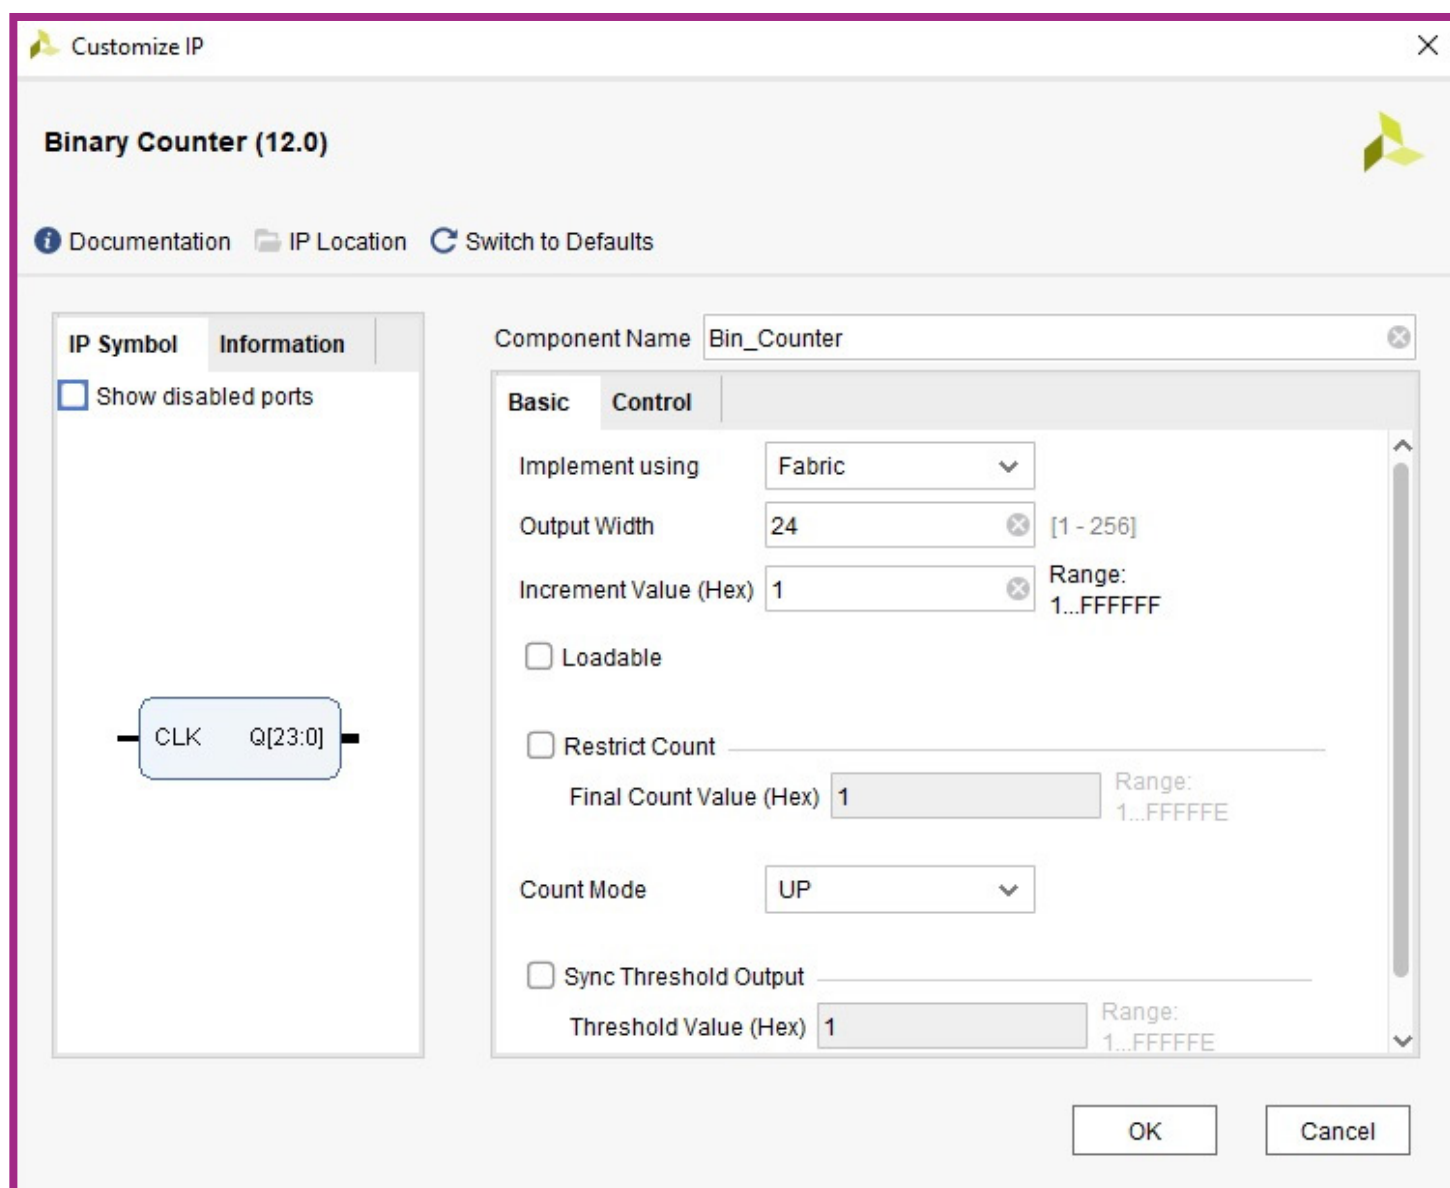 Customize IP
Binary Counter (12.0)
Documentation IP Location Switch to Defaults
IP Symbol Information
Show disabled ports
CLK Q[23:0]
Component Name Bin_Counter
Basic Control
Implement using Fabric
Output Width 24 [1 - 256]
Increment Value (Hex) 1 Range:
1...FFFFFF
Loadable
Restrict Count
Final Count Value (Hex) 1 Range:
1...FFFFFE
Count Mode UP
Sync Threshold Output
Threshold Value (Hex) 1 Range:
1...FFFFFE
OK Cancel